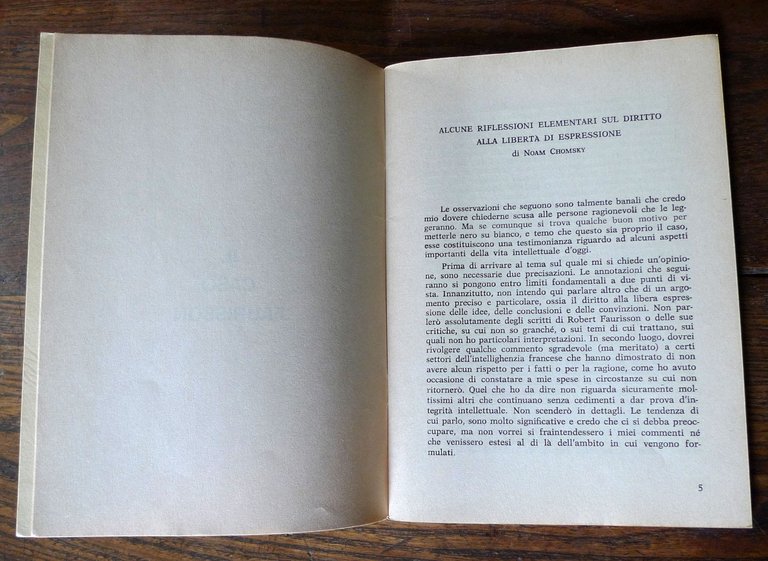 ALCUNE RIFLESSIONI ELEMENTARI SUL DIRITTO
ALLA LIBERTA DI ESPRESSIONE
di NOAM CHOMSKY
Le osservazioni che seguono sono talmente banali che credo
mio dovere chiederne scusa alle persone ragionevoli che le leg-
geranno. Ma se comunque si trova qualche buon motivo per
metterle nero su bianco, e temo che questo sia proprio il caso,
esse costituiscono una testimonianza riguardo ad alcuni aspetti
importanti della vita intellettuale d'oggi.
Prima di arrivare al tema sul quale mi si chiede un'opinio-
ne, sono necessarie due precisazioni. Le annotazioni che segui-
ranno si pongono entro limiti fondamentali a due punti di vi-
sta. Innanzitutto, non intendo qui parlare altro che di un argo-
mento preciso e particolare, ossia il diritto alla libera espres-
sione delle idee, delle conclusioni e delle convinzioni. Non par-
lerò assolutamente degli scritti di Robert Faurisson o delle sue
critiche, su cui non so granché, o sui temi di cui trattano, sui
quali non ho particolari interpretazioni. In secondo luogo, dovrei
rivolgere qualche commento sgradevole (ma meritato) a certi
settori dell'intellighenzia francese che hanno dimostrato di non
avere alcun rispetto per i fatti o per la ragione, come ho avuto
occasione di constatare a mie spese in circostanze su cui non
ritornerò. Quel che ho da dire non riguarda sicuramente mol-
tissimi altri che continuano senza cedimenti a dar prova d'in-
tegrità intellettuale. Non scenderò in dettagli. Le tendenza di
cui parlo, sono molto significative e credo che ci si debba preoc-
cupare, ma non vorrei si fraintendessero i miei commenti né
che venissero estesi al di là dell'ambito in cui vengono for-
mulati.
5